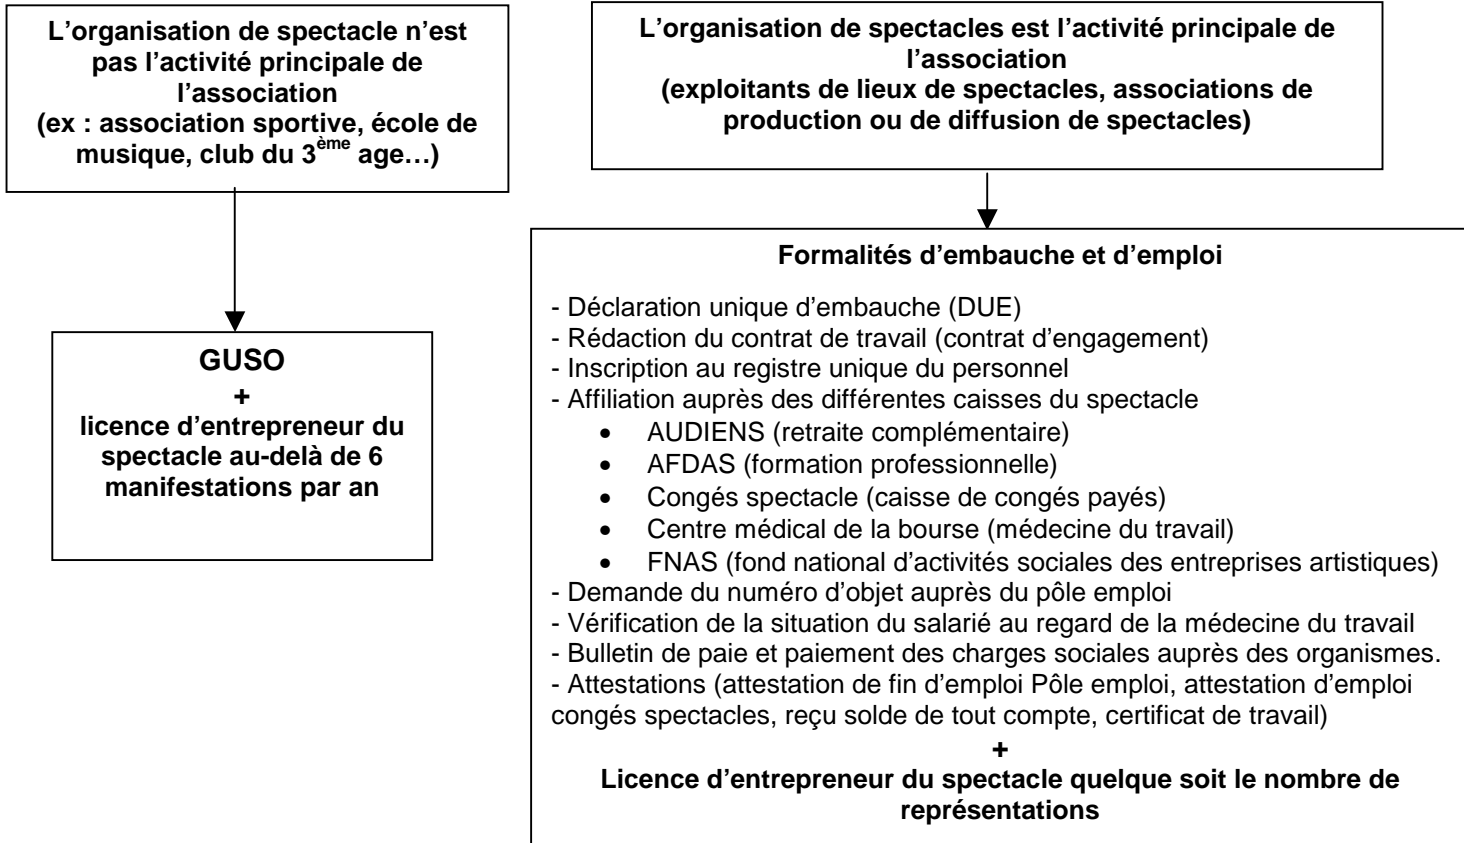 L’organisation de spectacle n’est
pas l’activité principale de
l’association
(ex : association sportive, école de
musique, club du 3ème age…)
GUSO
+
licence d’entrepreneur du
spectacle au-delà de 6
manifestations par an
L’organisation de spectacles est l’activité principale de
l’association
(exploitants de lieux de spectacles, associations de
production ou de diffusion de spectacles)
Formalités d’embauche et d’emploi
- Déclaration unique d’embauche (DUE)
- Rédaction du contrat de travail (contrat d’engagement)
- Inscription au registre unique du personnel
- Affiliation auprès des différentes caisses du spectacle
• AUDIENS (retraite complémentaire)
• AFDAS (formation professionnelle)
• Congés spectacle (caisse de congés payés)
• Centre médical de la bourse (médecine du travail)
• FNAS (fond national d’activités sociales des entreprises artistiques)
- Demande du numéro d’objet auprès du pôle emploi
- Vérification de la situation du salarié au regard de la médecine du travail
- Bulletin de paie et paiement des charges sociales auprès des organismes.
- Attestations (attestation de fin d’emploi Pôle emploi, attestation d’emploi
congés spectacles, reçu solde de tout compte, certificat de travail)
+
Licence d’entrepreneur du spectacle quelque soit le nombre de
représentations